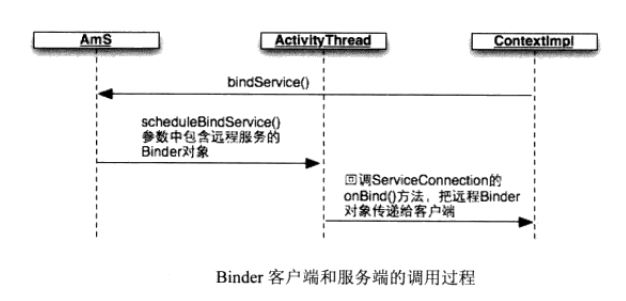 AmS
ActivityThread
ContextImpl
bindService()
scheduleBindService()
参数中包含远程服务的
Binder对象
回调ServiceConnection的
onBind()方法，把远程Binder
对象传递给客户端
Binder 客户端和服务端的调用过程